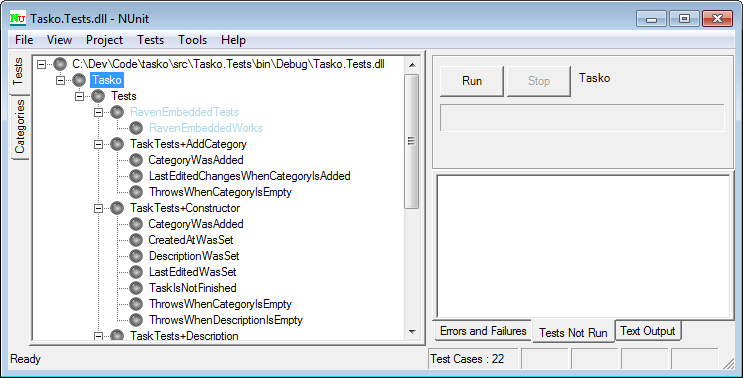 Tasko.Tests.dll - NUnit
File View Project Tests Tools Help
Tests
Categories
C:\Dev\Code\tasko\src\Tasko.Tests\bin\Debug\Tasko.Tests.dll
Tasko
Tests
RavenEmbeddedTests
RavenEmbeddedWorks
TaskTests+AddCategory
CategoryWasAdded
LastEditedChangesWhenCategoryIsAdded
ThrowsWhenCategoryIsEmpty
TaskTests+Constructor
CategoryWasAdded
CreatedAtWasSet
DescriptionWasSet
LastEditedWasSet
TaskIsNotFinished
ThrowsWhenCategoryIsEmpty
ThrowsWhenDescriptionIsEmpty
TaskTests+Description
Run Stop Tasko
Errors and Failures Tests Not Run Text Output
Ready Test Cases : 22